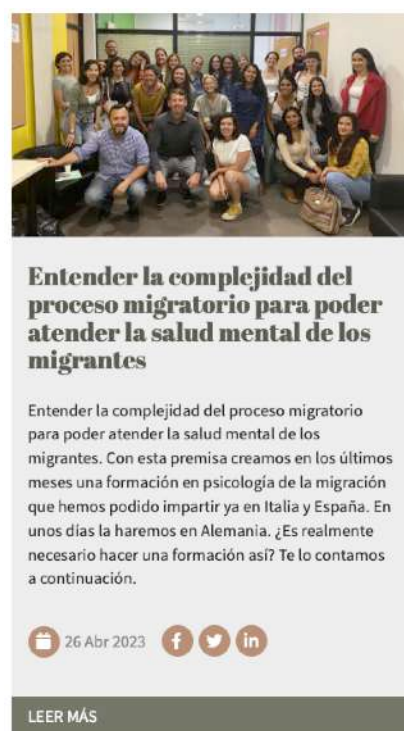 Entender la complejidad del
proceso migratorio para poder
atender la salud mental de los
migrantes
Entender la complejidad del proceso migratorio
para poder atender la salud mental de los
migrantes. Con esta premisa creamos en los últimos
meses una formación en psicología de la migración
que hemos podido impartir ya en Italia y España. En
unos días la haremos en Alemania. ¿Es realmente
necesario hacer una formación así? Te lo contamos
a continuación.
26 Abr 2023
LEER MÁS